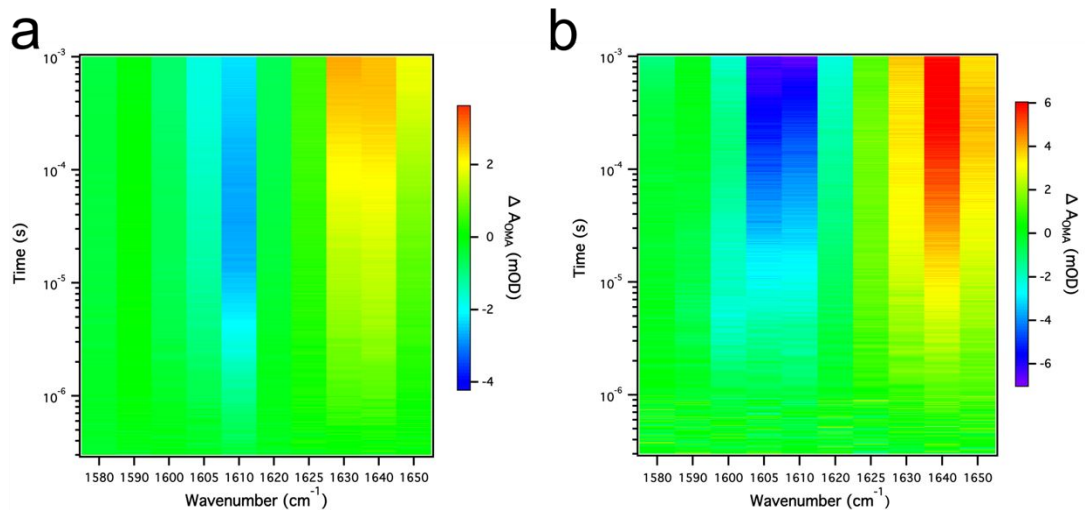 a
10⁻³
10⁻⁴
10⁻⁵
10⁻⁶
Time (s)
1580 1590 1600 1605 1610 1620 1625 1630 1640 1650
Wavenumber (cm⁻¹)
2
0
-2
-4
Δ A_OMA (mOD)
b
10⁻³
10⁻⁴
10⁻⁵
10⁻⁶
Time (s)
1580 1590 1600 1605 1610 1620 1625 1630 1640 1650
Wavenumber (cm⁻¹)
6
4
2
0
-2
-4
-6
Δ A_OMA (mOD)